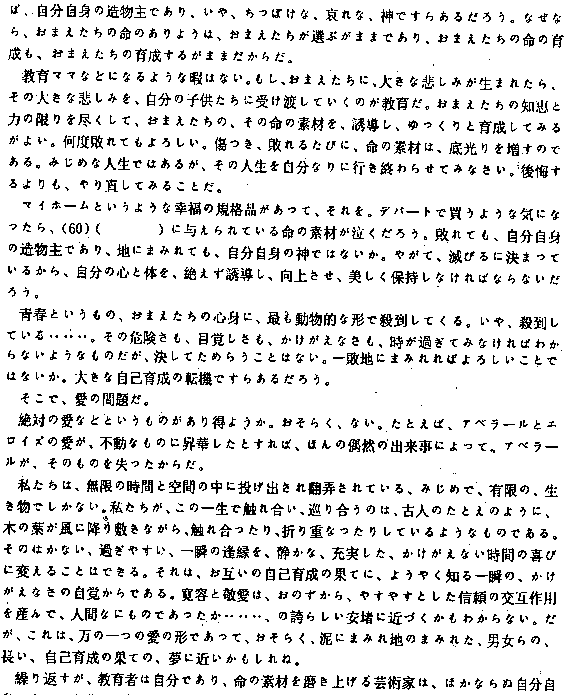 ば、自分自身の造物主であり、いや、ちっぽけな、哀れな、神ですらあるだろう。なぜな
ら、おまえたちの命のありようは、おまえたちが選ぶがままであり、おまえたちの命の育
成も、おまえたちの育成するがままだからだ。
教育ママなどになるような暇はない。もし、おまえたちに、大きな悲しみが生まれたら、
その大きな悲しみを、自分の子供たちに受け渡していくのが教育だ。おまえたちの知恵と
力の限りを尽くして、おまえたちの、その命の素材を、誘導し、ゆっくりと育成してみる
がよい。何度敗れてもよろしい。傷つき、敗れるたびに、命の素材は、底光りを増すので
ある。みじめな人生ではあるが、その人生を自分なりに行き終わらせてみなさい。後悔す
るよりも、やり直してみることだ。
マイホームというような幸福の規格品があって、それを。デパートで買うような気にな
ったら、(60)(　　　　)に与えられている命の素材が泣くだろう。敗れても、自分自身
の造物主であり、地にまみれても、自分自身の神ではないか。やがて、滅びるに決まって
いるから、自分の心と体を、絶えず誘導し、向上させ、美しく保持しなければならないだ
ろう。
青春というもの、おまえたちの心身に、最も動物的な形で殺到してくる。いや、殺到し
ている……。その危険さも、目覚しさも、かけがえなさも、時が過ぎてみなければわか
らないようなものだが、決してためらうことはない。一敗地にまみれればよろしいことで
はないか。大きな自己育成の転機ですらあるだろう。
そこで、愛の問題だ。
絶対の愛などというものがあり得ようか。おそらく、ない。たとえば、アベラールとエ
ロイズの愛が、不動なものに昇華したとすれば、ほんの偶然の出来事によって、アベラー
ルが、そのものを失ったからだ。
私たちは、無限の時間と空間の中に投げ出され翻弄されている、みじめで、有限の、生
き物でしかない。私たちが、この一生で触れ合い、巡り合うのは、古人のたとえのように、
木の葉が風に降り敷きながら、触れ合ったり、折り重なったりしているようなものである。
そのはかない、過ぎやすい、一瞬の逢縁を、静かな、充実した、かけがえない時間の喜び
に変えることはできる。それは、お互いの自己育成の果てに、ようやく知る一瞬の、かけ
がえなさの自覚からである。寛容と敬愛は、おのずから、やすやすとした信頼の交互作用
を産んで、人間なにものであったか……、の誇らしい安堵に近づくかもわからない。だ
が、これは、万の一つの愛の形であって、おそらく、泥にまみれ地のまみれた、男女らの、
長い、自己育成の果ての、夢に近いかもしれね。
繰り返すが、教育者は自分であり、命の素材を磨き上げる芸術家は、ほかならぬ自分自